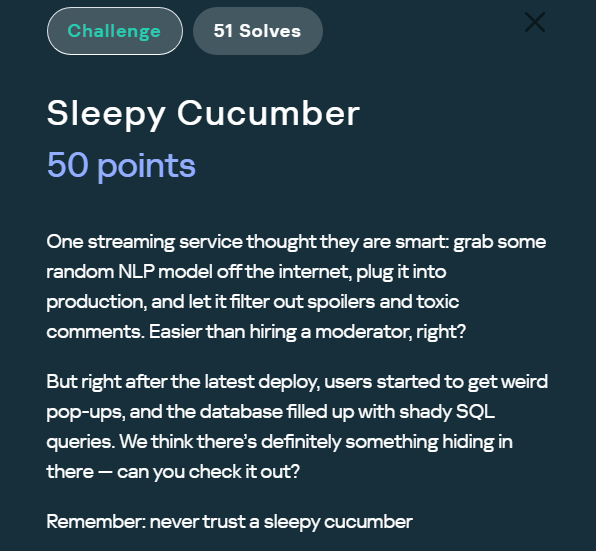 Challenge
51 Solves
Sleepy Cucumber
50 points
One streaming service thought they are smart: grab some
random NLP model off the internet, plug it into
production, and let it filter out spoilers and toxic
comments. Easier than hiring a moderator, right?
But right after the latest deploy, users started to get weird
pop-ups, and the database filled up with shady SQL
queries. We think there's definitely something hiding in
there — can you check it out?
Remember: never trust a sleepy cucumber